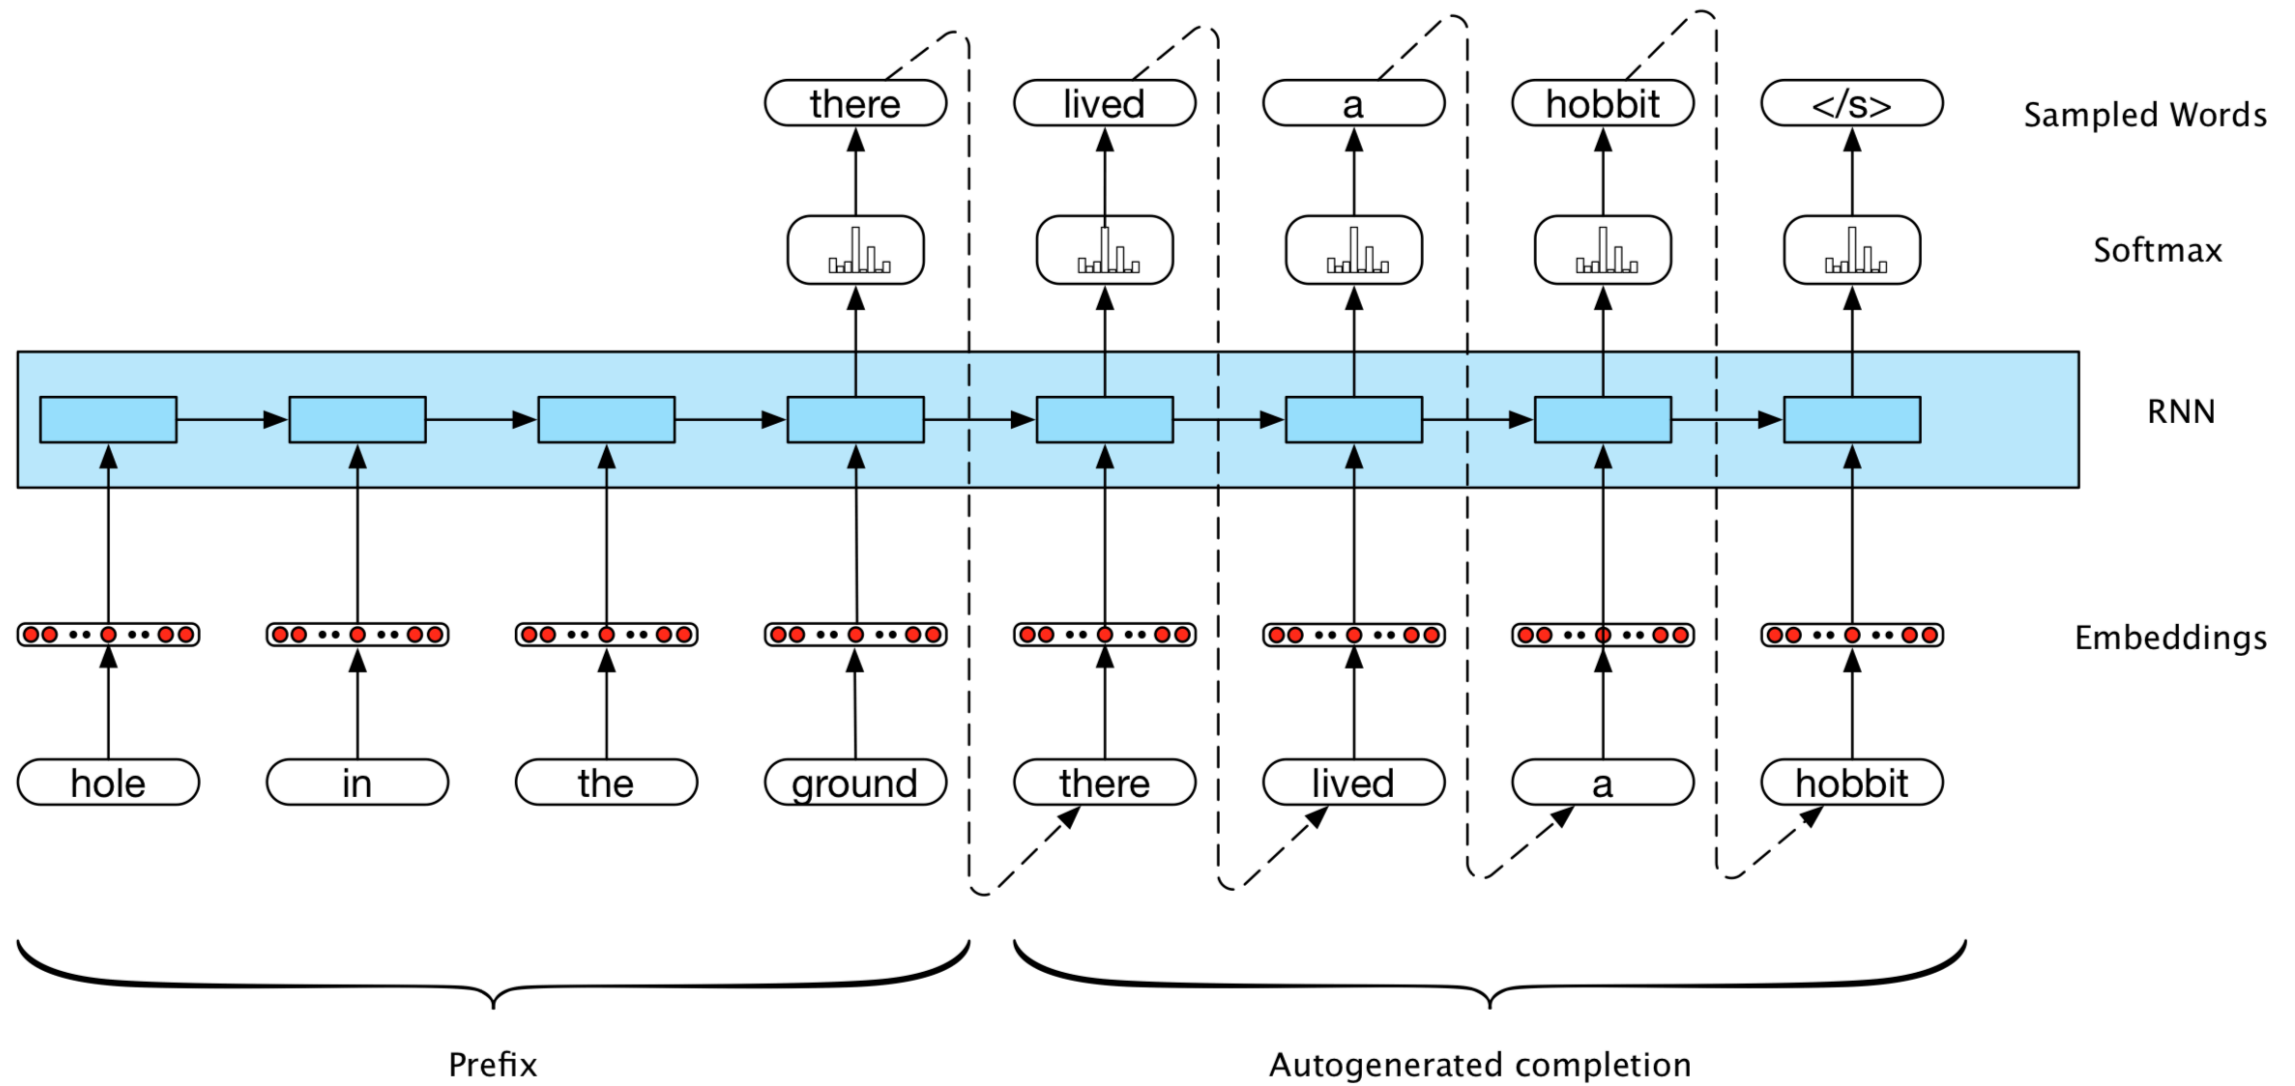 there lived a hobbit </s> Sampled Words
Softmax
RNN
Embeddings
hole in the ground there lived a hobbit
Prefix Autogenerated completion